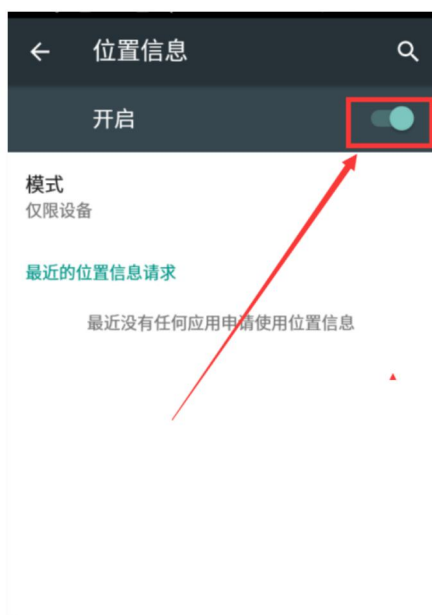 位置信息
开启
模式
仅限设备
最近的位置信息请求
最近没有任何应用申请使用位置信息